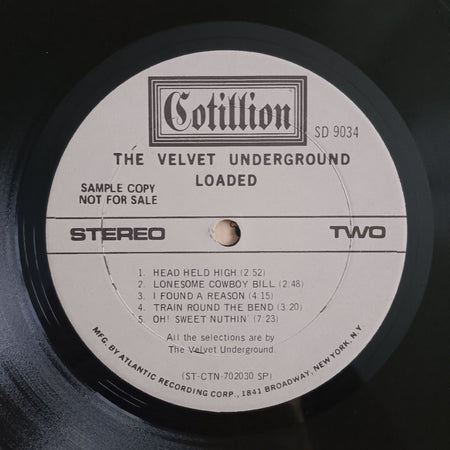 Cotillion
SD 9034
THE VELVET UNDERGROUND
LOADED
SAMPLE COPY
NOT FOR SALE
STEREO
TWO
1. HEAD HELD HIGH (2:52)
2. LONESOME COWBOY BILL (2:48)
3. I FOUND A REASON (4:15)
4. TRAIN ROUND THE BEND (3:20)
5. OH! SWEET NUTHIN' (7:23)
All the selections are by
The Velvet Underground.
(ST-CTN-702030 SP)
MFG. BY ATLANTIC RECORDING CORP., 1841 BROADWAY, NEW YORK, N.Y.